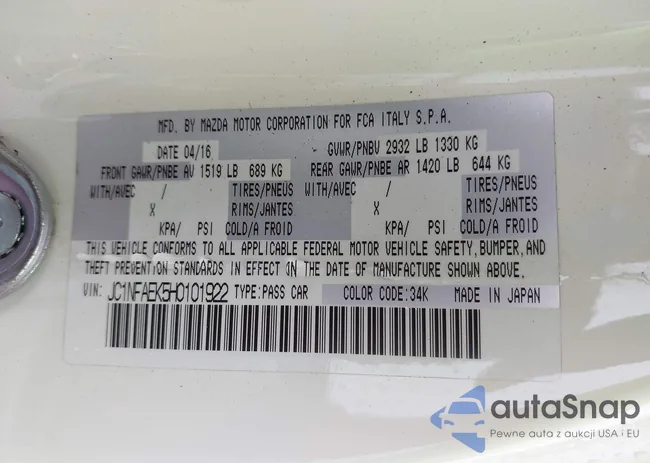 MFD. BY MAZDA MOTOR CORPORATION FOR FCA ITALY S.P.A.
DATE 04/16 GVWR/PNBV 2932 LB 1330 KG
FRONT GAWR/PNBE AV 1519 LB 689 KG REAR GAWR/PNBE AR 1420 LB 644 KG
WITH/AVEC / TIRES/PNEUS WITH/AVEC / TIRES/PNEUS
X RIMS/JANTES X RIMS/JANTES
KPA/ PSI COLD/A FROID KPA/ PSI COLD/A FROID
THIS VEHICLE CONFORMS TO ALL APPLICABLE FEDERAL MOTOR VEHICLE SAFETY, BUMPER, AND
THEFT PREVENTION STANDARDS IN EFFECT ON THE DATE OF MANUFACTURE SHOWN ABOVE.
VIN: JC1NFAEK5H0101922 TYPE:PASS CAR COLOR CODE:34K MADE IN JAPAN
autoSnap
Pewne auta z aukcji USA i EU